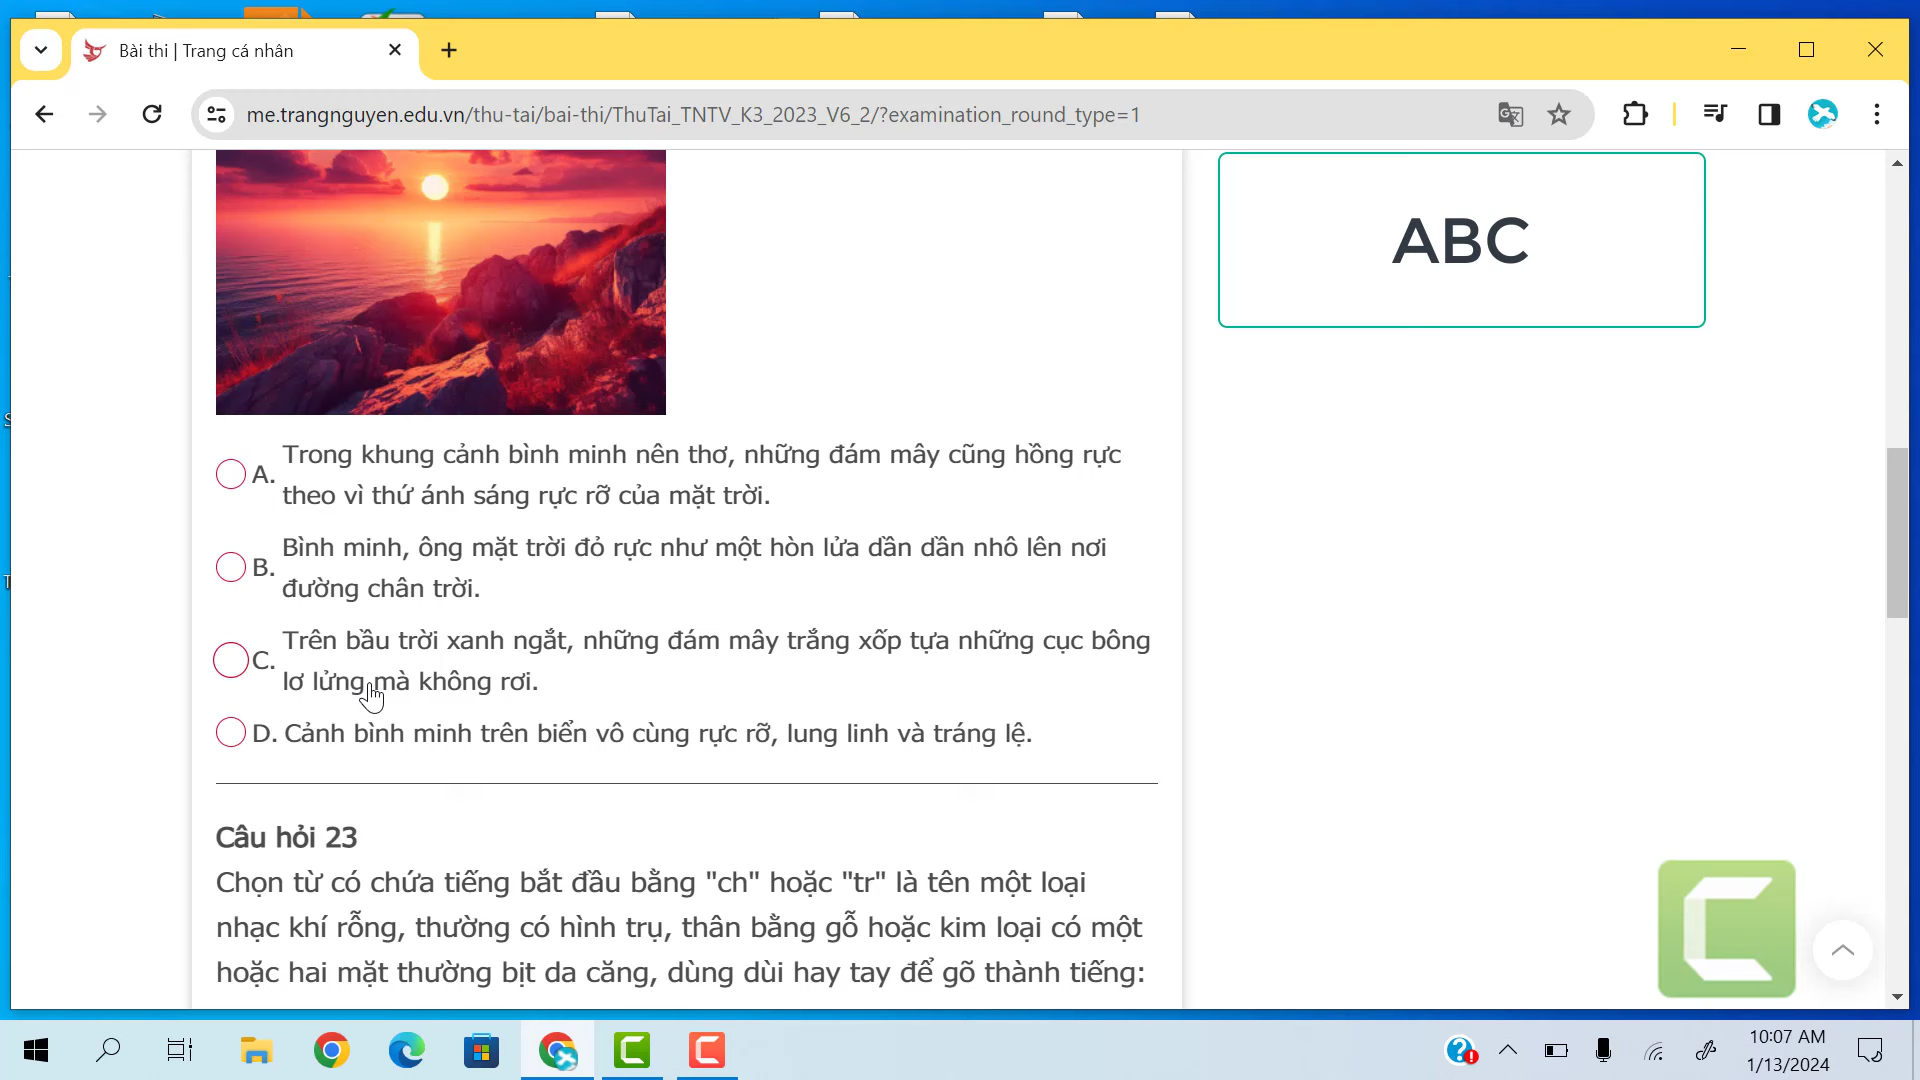 Bài thi | Trang cá nhân
me.trangnguyen.edu.vn/thu-tai/bai-thi/ThuTai_TNTV_K3_2023_V6_2/?examination_round_type=1
ABC
A. Trong khung cảnh bình minh nên thơ, những đám mây cũng hồng rực
theo vì thứ ánh sáng rực rỡ của mặt trời.
B. Bình minh, ông mặt trời đỏ rực như một hòn lửa dần dần nhô lên nơi
đường chân trời.
C. Trên bầu trời xanh ngắt, những đám mây trắng xốp tựa những cục bông
lơ lửng mà không rơi.
D. Cảnh bình minh trên biển vô cùng rực rỡ, lung linh và tráng lệ.
Câu hỏi 23
Chọn từ có chứa tiếng bắt đầu bằng "ch" hoặc "tr" là tên một loại
nhạc khí rỗng, thường có hình trụ, thân bằng gỗ hoặc kim loại có một
hoặc hai mặt thường bịt da căng, dùng dùi hay tay để gõ thành tiếng:
10:07 AM
1/13/2024